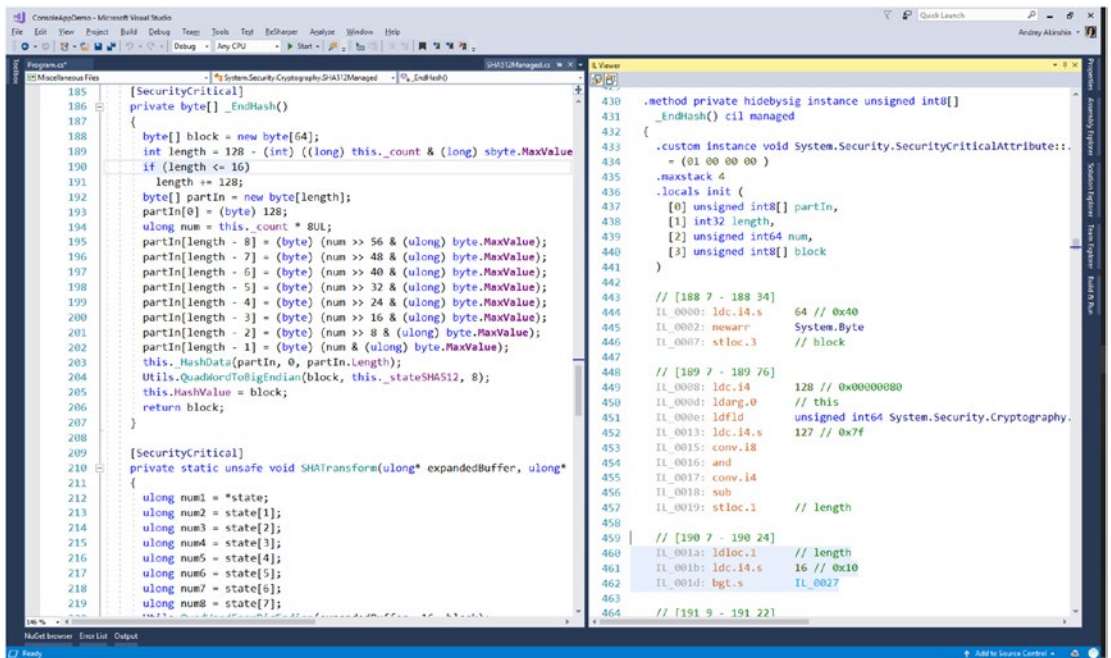 ConsoleAppDemo - Microsoft Visual Studio
Quick Launch
File Edit View Project Build Debug Team Tools Test ReSharper Analyze Window Help
Andrey Akinshin
Debug Any CPU Start
Toolbox
Program.cs*
SHA512Managed.cs
Miscellaneous Files
System.Security.Cryptography.SHA512Managed
_EndHash()
185 [SecurityCritical]
186 private byte[] _EndHash()
187 {
188 byte[] block = new byte[64];
189 int length = 128 - (int) ((long) this._count & (long) sbyte.MaxValue
190 if (length <= 16)
191 length += 128;
192 byte[] partIn = new byte[length];
193 partIn[0] = (byte) 128;
194 ulong num = this._count * 8UL;
195 partIn[length - 8] = (byte) (num >> 56 & (ulong) byte.MaxValue);
196 partIn[length - 7] = (byte) (num >> 48 & (ulong) byte.MaxValue);
197 partIn[length - 6] = (byte) (num >> 40 & (ulong) byte.MaxValue);
198 partIn[length - 5] = (byte) (num >> 32 & (ulong) byte.MaxValue);
199 partIn[length - 4] = (byte) (num >> 24 & (ulong) byte.MaxValue);
200 partIn[length - 3] = (byte) (num >> 16 & (ulong) byte.MaxValue);
201 partIn[length - 2] = (byte) (num >> 8 & (ulong) byte.MaxValue);
202 partIn[length - 1] = (byte) (num & (ulong) byte.MaxValue);
203 this._HashData(partIn, 0, partIn.Length);
204 Utils.QuadWordToBigEndian(block, this._stateSHA512, 8);
205 this.HashValue = block;
206 return block;
207 }
208
209 [SecurityCritical]
210 private static unsafe void SHATransform(ulong* expandedBuffer, ulong*
211 {
212 ulong num1 = *state;
213 ulong num2 = state[1];
214 ulong num3 = state[2];
215 ulong num4 = state[3];
216 ulong num5 = state[4];
217 ulong num6 = state[5];
218 ulong num7 = state[6];
219 ulong num8 = state[7];
146 %
IL Viewer
430 .method private hidebysig instance unsigned int8[]
431 _EndHash() cil managed
432 {
433 .custom instance void System.Security.SecurityCriticalAttribute::.
434 = (01 00 00 00 )
435 .maxstack 4
436 .locals init (
437 [0] unsigned int8[] partIn,
438 [1] int32 length,
439 [2] unsigned int64 num,
440 [3] unsigned int8[] block
441 )
442
443 // [188 7 - 188 34]
444 IL_0000: ldc.i4.s 64 // 0x40
445 IL_0002: newarr System.Byte
446 IL_0007: stloc.3 // block
447
448 // [189 7 - 189 76]
449 IL_0008: ldc.i4 128 // 0x00000080
450 IL_000d: ldarg.0 // this
451 IL_000e: ldfld unsigned int64 System.Security.Cryptography.
452 IL_0013: ldc.i4.s 127 // 0x7f
453 IL_0015: conv.i8
454 IL_0016: and
455 IL_0017: conv.i4
456 IL_0018: sub
457 IL_0019: stloc.1 // length
458
459 // [190 7 - 190 24]
460 IL_001a: ldloc.1 // length
461 IL_001b: ldc.i4.s 16 // 0x10
462 IL_001d: bgt.s IL_0027
463
464 // [191 9 - 191 22]
Properties
Assembly Explorer
Solution Explorer
Team Explorer
Build & Run
NuGet browser Error List Output
Ready
Add to Source Control